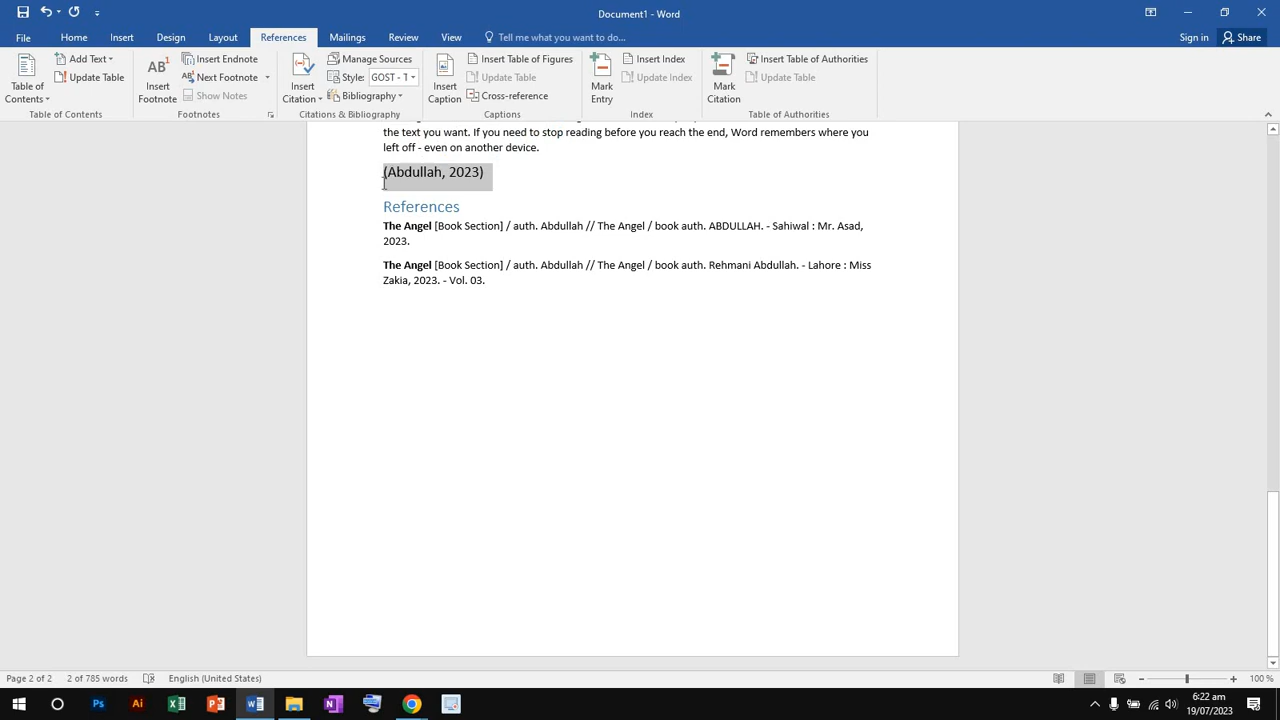 Document1 - Word
File Home Insert Design Layout References Mailings Review View Tell me what you want to do... Sign in Share
Table of Contents
Add Text
Update Table
Table of Contents
AB1
Insert Footnote
Insert Endnote
Next Footnote
Show Notes
Footnotes
Insert Citation
Manage Sources
Style: GOST - T
Bibliography
Citations & Bibliography
Insert Caption
Insert Table of Figures
Update Table
Cross-reference
Captions
Mark Entry
Insert Index
Update Index
Index
Mark Citation
Insert Table of Authorities
Update Table
Table of Authorities
the text you want. If you need to stop reading before you reach the end, Word remembers where you
left off - even on another device.
(Abdullah, 2023)
References
The Angel [Book Section] / auth. Abdullah // The Angel / book auth. ABDULLAH. - Sahiwal : Mr. Asad,
2023.
The Angel [Book Section] / auth. Abdullah // The Angel / book auth. Rehmani Abdullah. - Lahore : Miss
Zakia, 2023. - Vol. 03.
Page 2 of 2 2 of 785 words English (United States) 100 %
6:22 am
19/07/2023